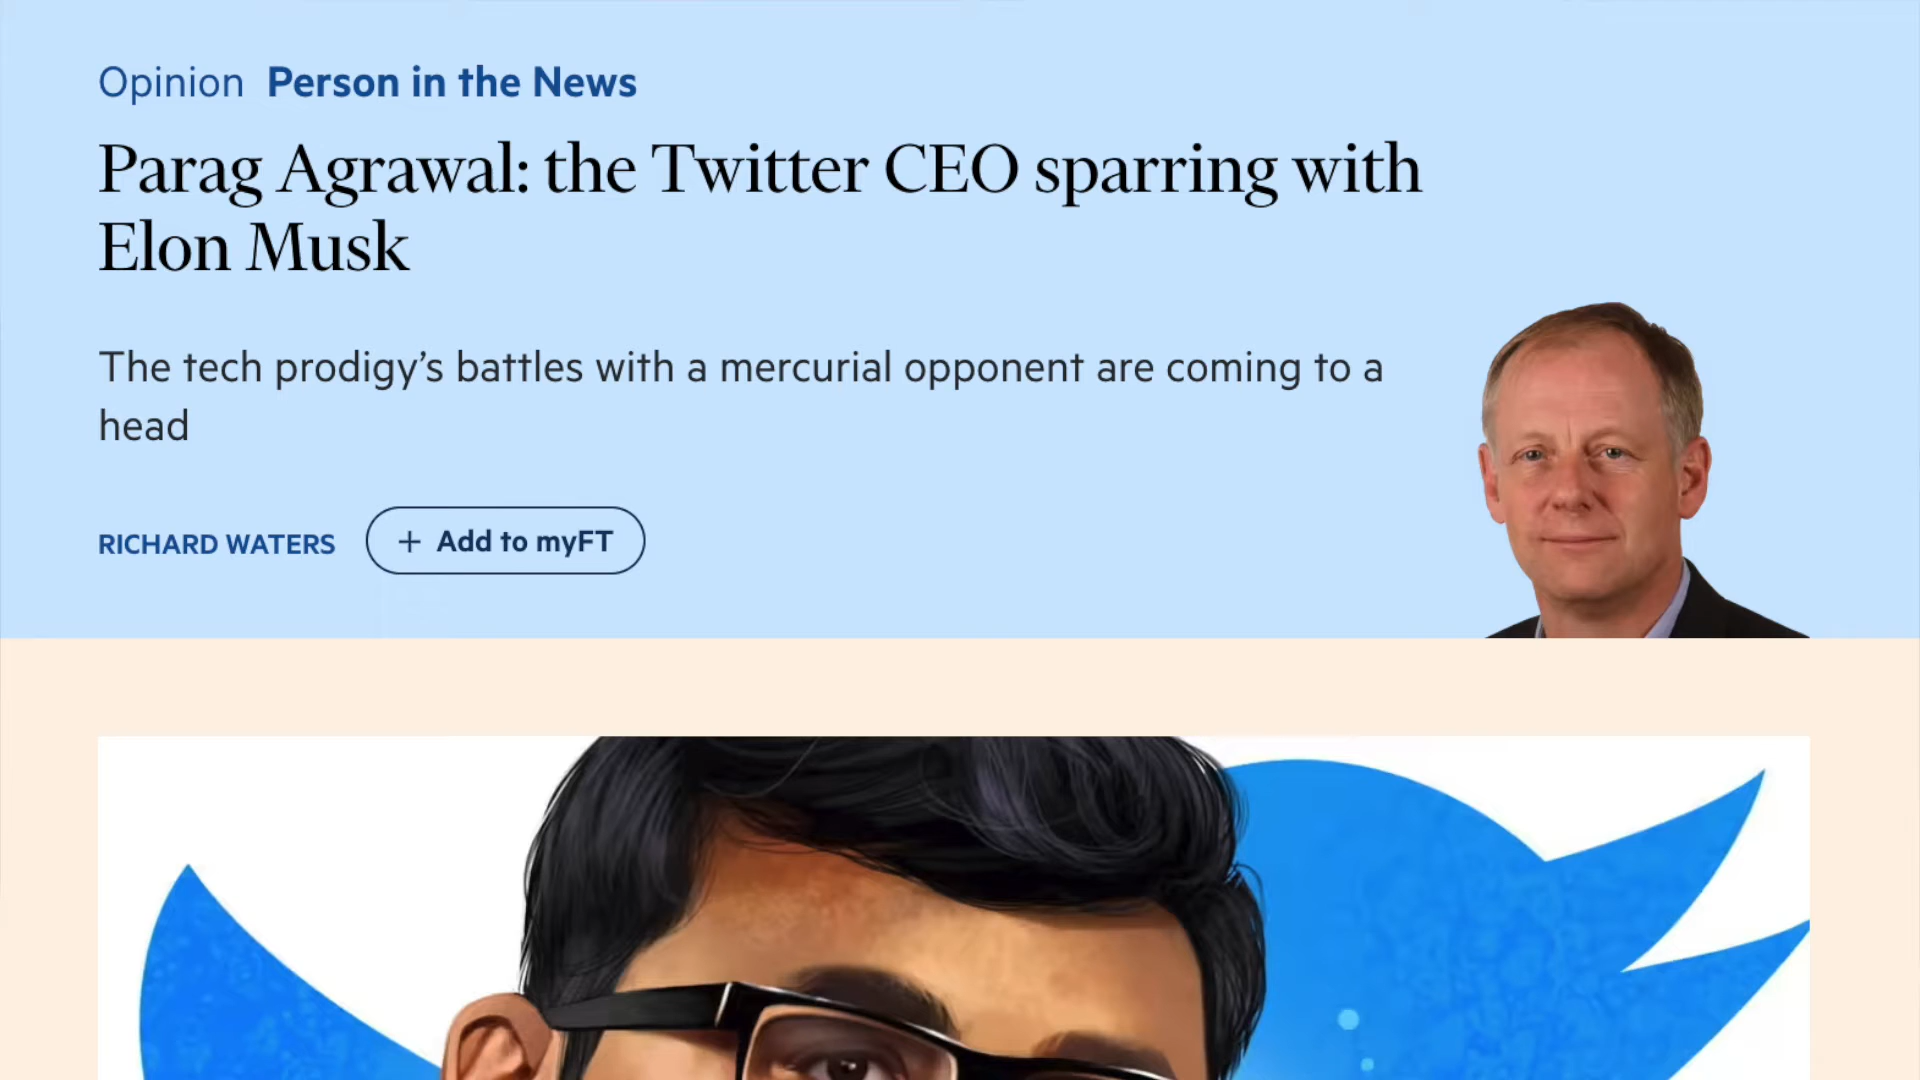 Opinion Person in the News
Parag Agrawal: the Twitter CEO sparring with
Elon Musk
The tech prodigy’s battles with a mercurial opponent are coming to a
head
RICHARD WATERS + Add to myFT